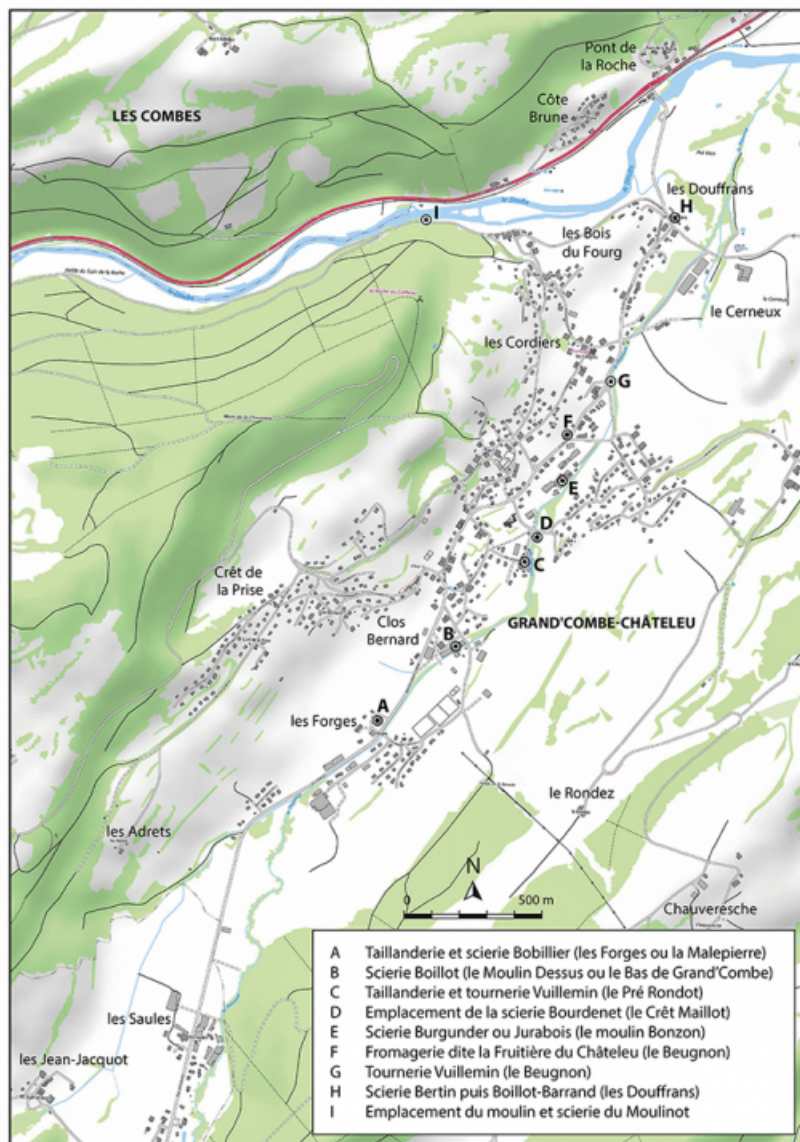 Pont de
la Roche
LES COMBES
Côte
Brune
les Douffrans
H
I
les Bois
du Fourg
le Cerneux
les Cordiers
G
F
E
D
C
Crêt de
la Prise
Clos
Bernard
GRAND'COMBE-CHÂTELEU
B
A
les Forges
le Rondez
les Adrets
N
0
500 m
Chauveresche
les Saules
les Jean-Jacquot
A Taillanderie et scierie Bobillier (les Forges ou la Malepierre)
B Scierie Boillot (le Moulin Dessus ou le Bas de Grand'Combe)
C Taillanderie et tournerie Vuillemin (le Pré Rondot)
D Emplacement de la scierie Bourdenet (le Crêt Maillot)
E Scierie Burgunder ou Jurabois (le moulin Bonzon)
F Fromagerie dite la Fruitière du Châteleu (le Beugnon)
G Tournerie Vuillemin (le Beugnon)
H Scierie Bertin puis Boillot-Barrand (les Douffrans)
I Emplacement du moulin et scierie du Moulinot